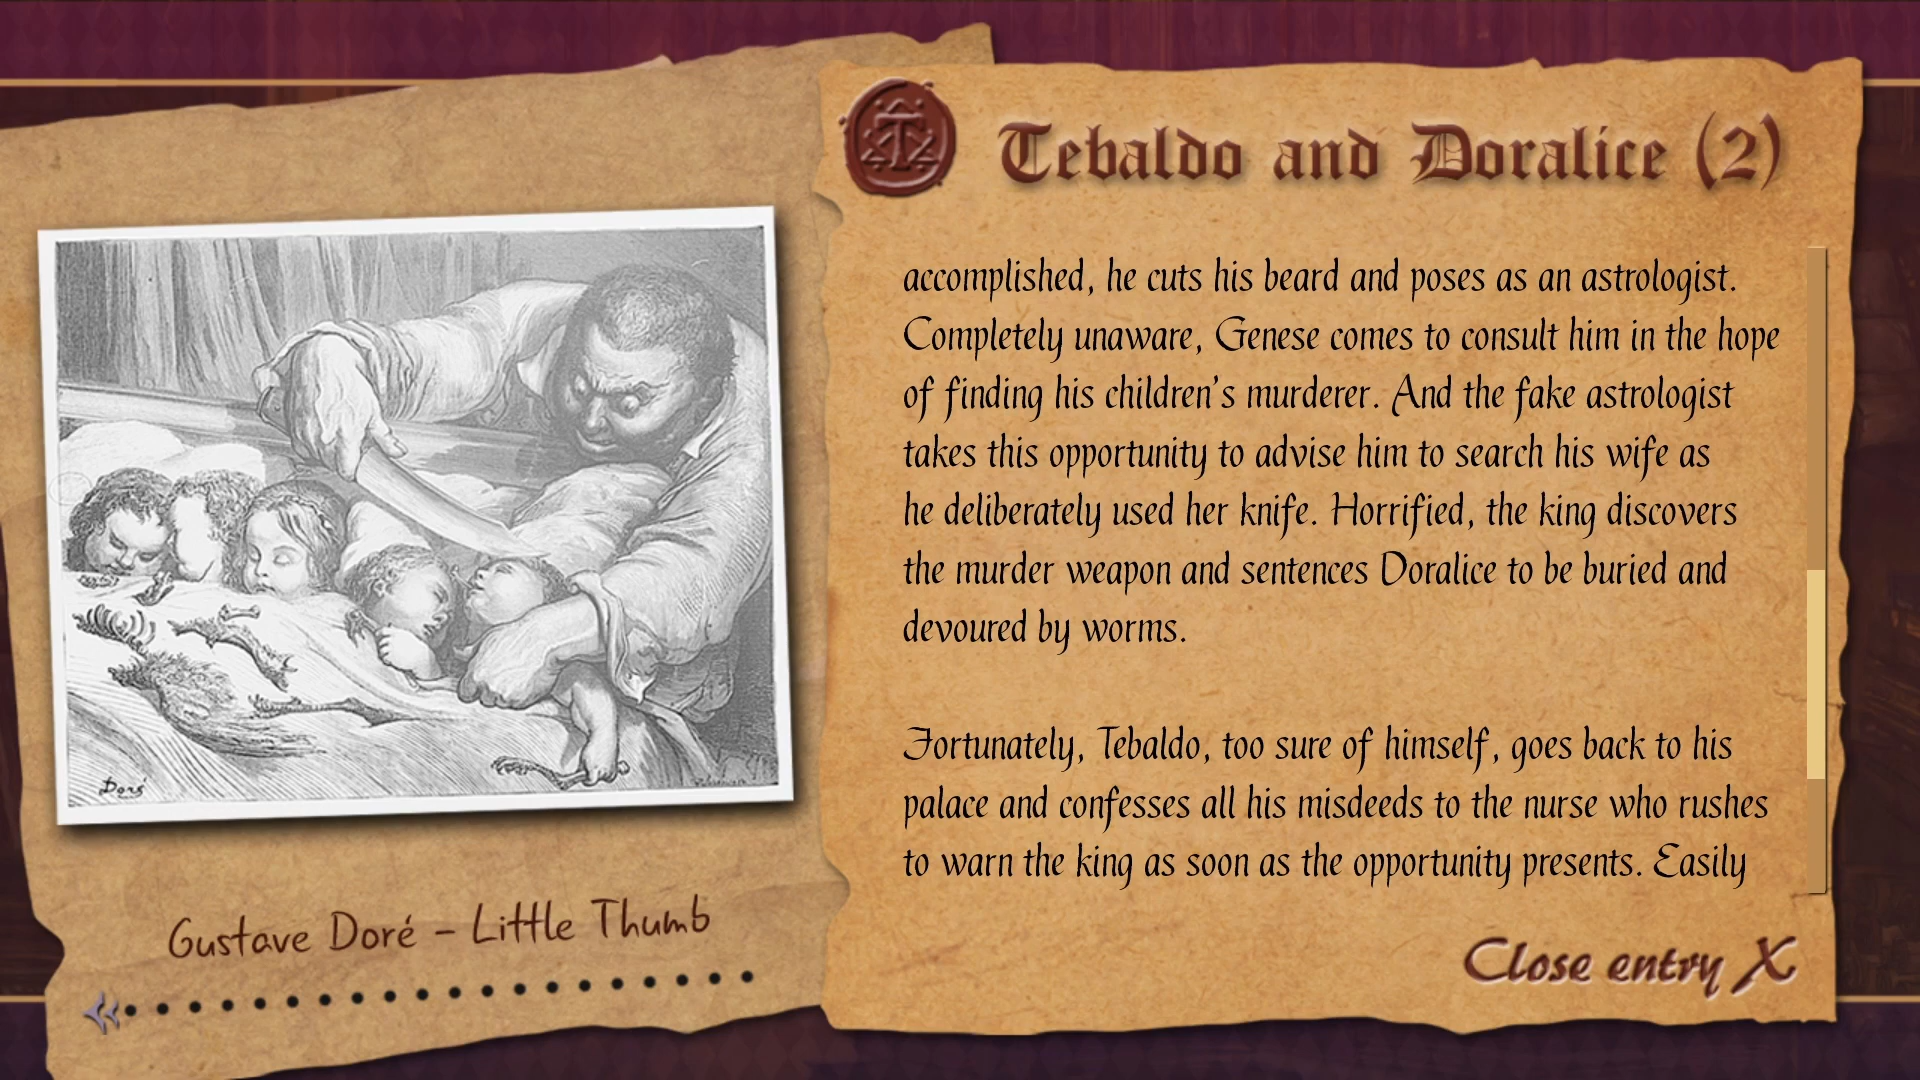 Tebaldo and Doralice (2)
accomplished, he cuts his beard and poses as an astrologist.
Completely unaware, Genese comes to consult him in the hope
of finding his children's murderer. And the fake astrologist
takes this opportunity to advise him to search his wife as
he deliberately used her knife. Horrified, the king discovers
the murder weapon and sentences Doralice to be buried and
devoured by worms.
Fortunately, Tebaldo, too sure of himself, goes back to his
palace and confesses all his misdeeds to the nurse who rushes
to warn the king as soon as the opportunity presents. Easily
Close entry X
Doré
Gustave Doré – Little Thumb